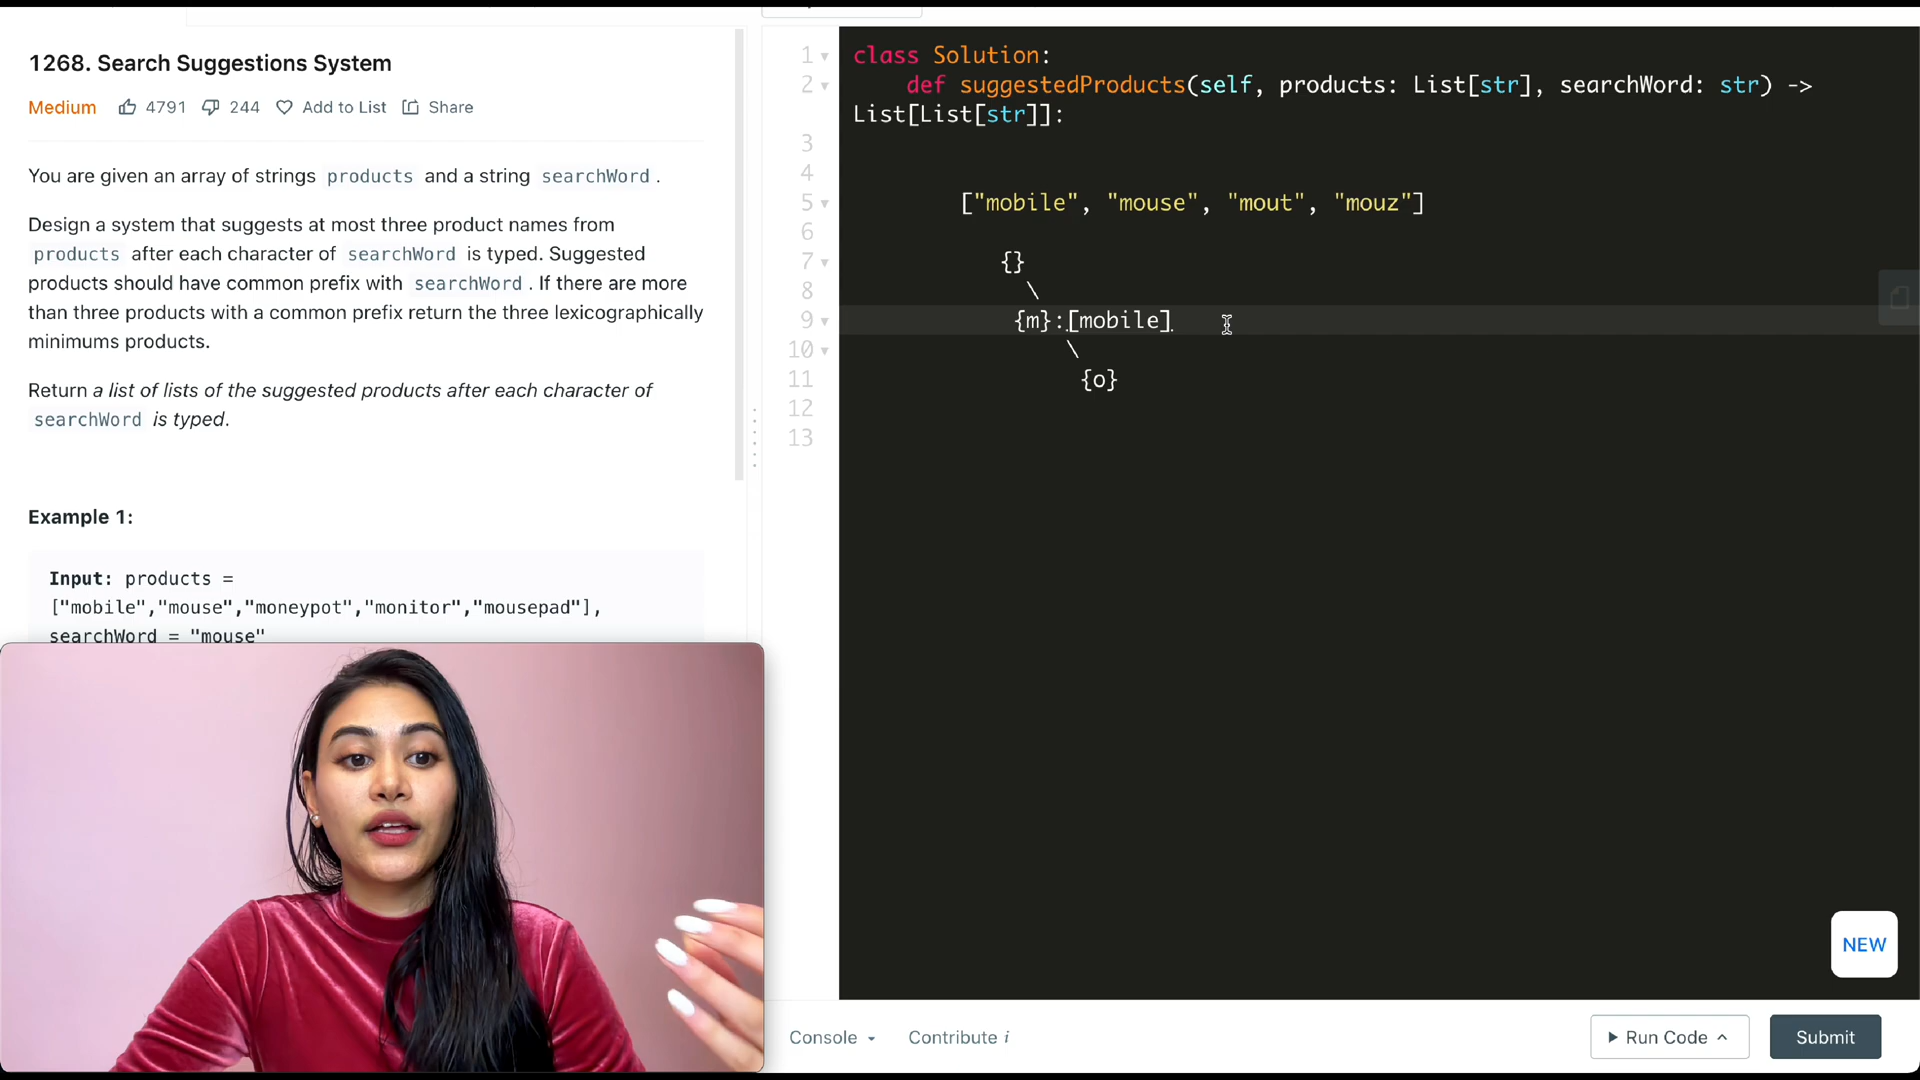 1268. Search Suggestions System
Medium 4791 244 Add to List Share
You are given an array of strings products and a string searchWord .
Design a system that suggests at most three product names from
products after each character of searchWord is typed. Suggested
products should have common prefix with searchWord . If there are more
than three products with a common prefix return the three lexicographically
minimums products.
Return a list of lists of the suggested products after each character of
searchWord is typed.
Example 1:
Input: products =
["mobile","mouse","moneypot","monitor","mousepad"],
searchWord = "mouse"
1 class Solution:
2 def suggestedProducts(self, products: List[str], searchWord: str) ->
List[List[str]]:
3
4
5 ["mobile", "mouse", "mout", "mouz"]
6
7 {}
8 \
9 {m}:[mobile]
10 \
11 {o}
12
13
NEW
Console Contribute i
Run Code Submit